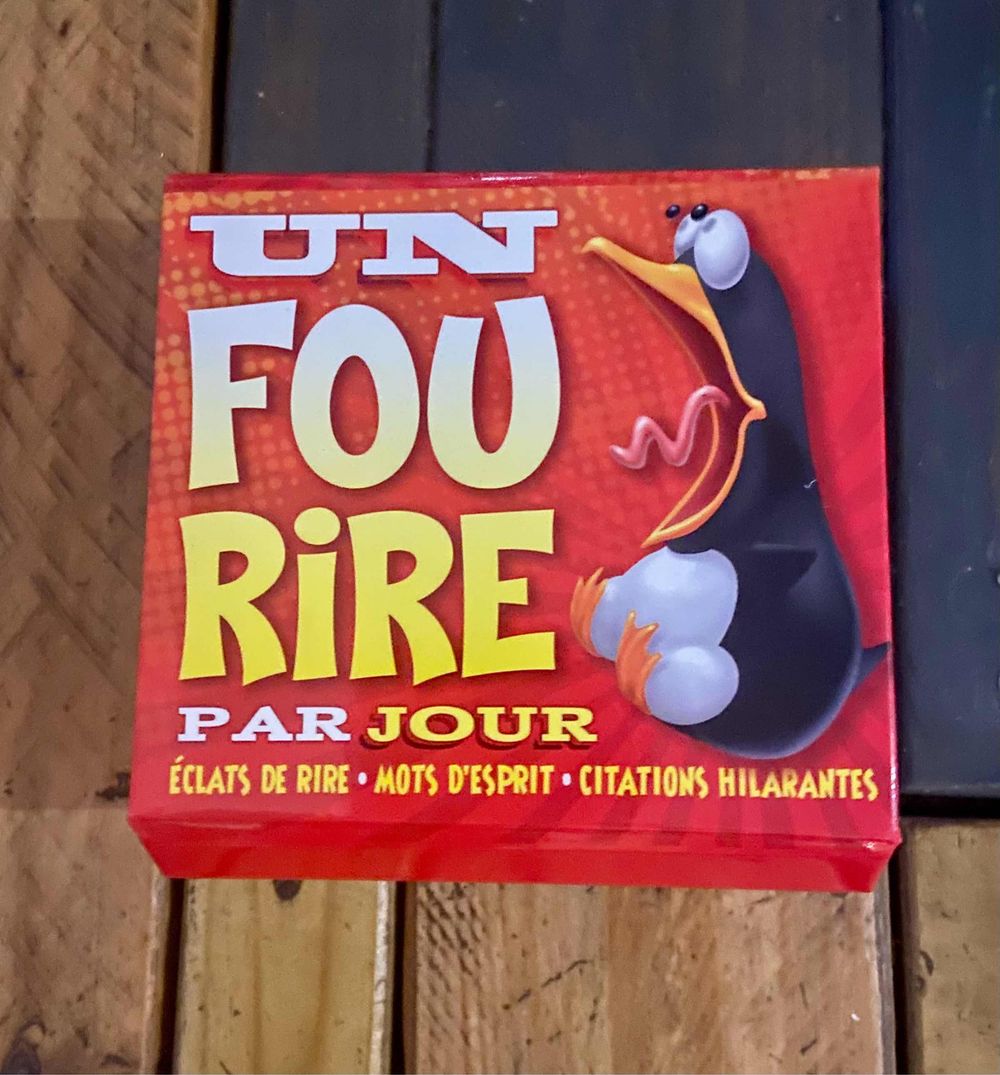 UN
FOU
RiRE
PAR JOUR
ÉCLATS DE RIRE • MOTS D'ESPRIT • CITATIONS HILARANTES